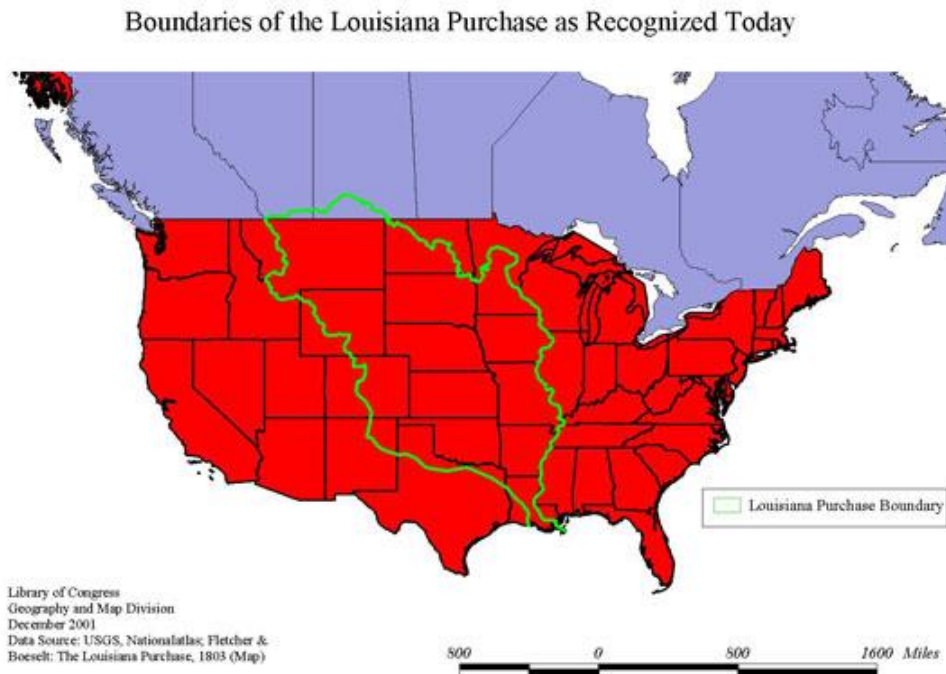 Boundaries of the Louisiana Purchase as Recognized Today
Louisiana Purchase Boundary
Library of Congress
Geography and Map Division
December 2001
Data Source: USGS, Nationalatlas; Fletcher &
Boeselt: The Louisiana Purchase, 1803 (Map)
800 0 800 1600 Miles